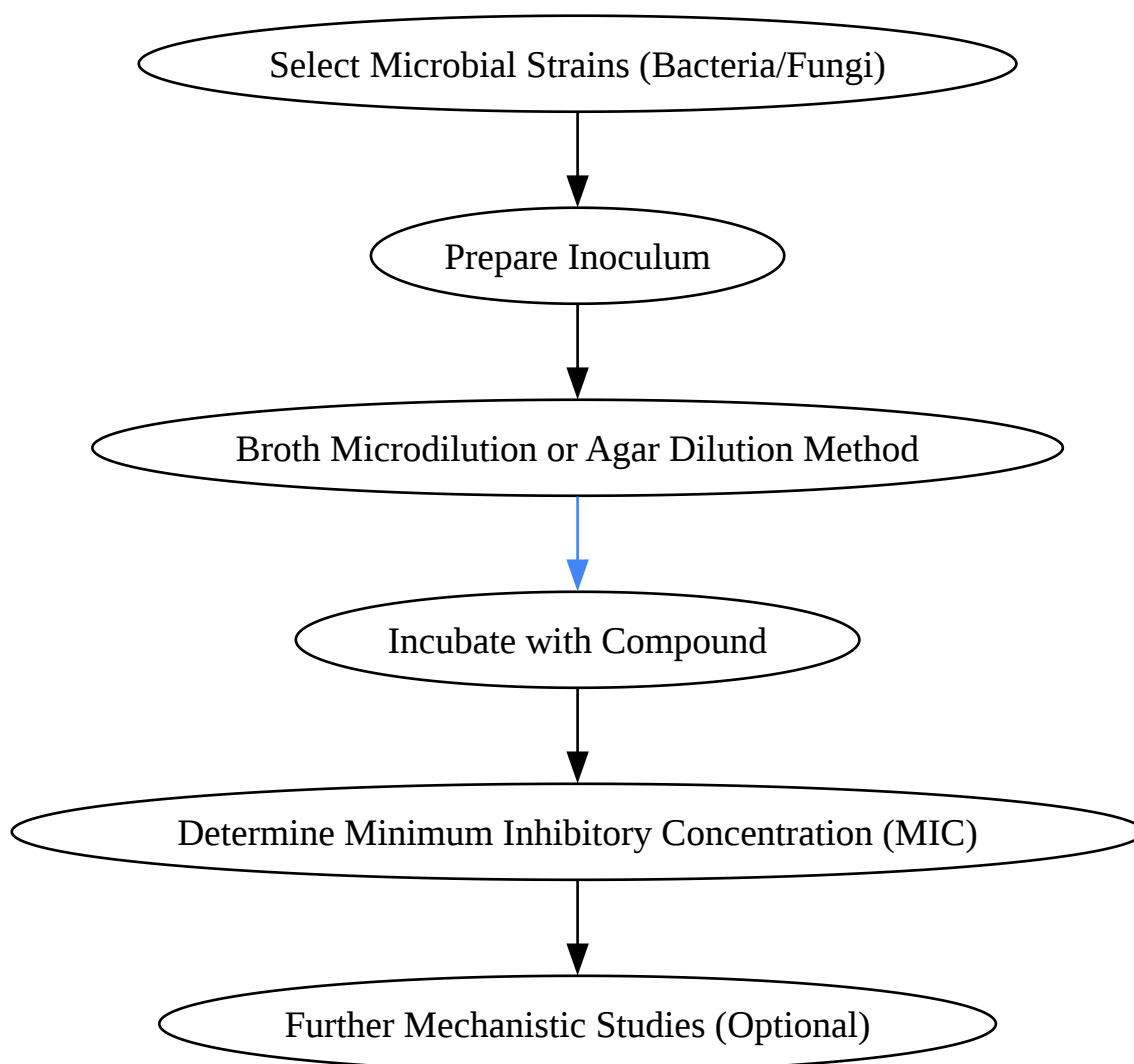 Select Microbial Strains (Bacteria/Fungi)
Prepare Inoculum
Broth Microdilution or Agar Dilution Method
Incubate with Compound
Determine Minimum Inhibitory Concentration (MIC)
Further Mechanistic Studies (Optional)